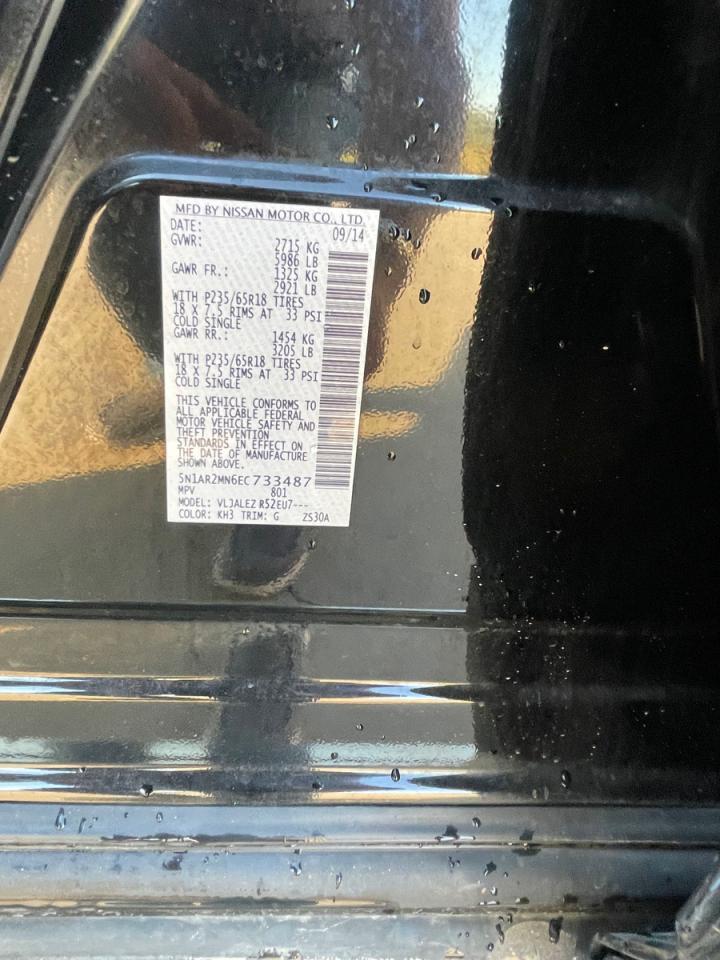 MFD BY NISSAN MOTOR CO., LTD.
DATE: 09/14
GVWR: 2715 KG
5986 LB
GAWR FR.: 1325 KG
2921 LB
WITH P235/65R18 TIRES
18 X 7.5 RIMS AT 33 PSI
COLD SINGLE
GAWR RR.: 1454 KG
3205 LB
WITH P235/65R18 TIRES
18 X 7.5 RIMS AT 33 PSI
COLD SINGLE
THIS VEHICLE CONFORMS TO
ALL APPLICABLE FEDERAL
MOTOR VEHICLE SAFETY AND
THEFT PREVENTION
STANDARDS IN EFFECT ON
THE DATE OF MANUFACTURE
SHOWN ABOVE.
5N1AR2MN6EC733487
MPV 801
MODEL: VLJALEZ R52EU7---
COLOR: KH3 TRIM: G ZS30A